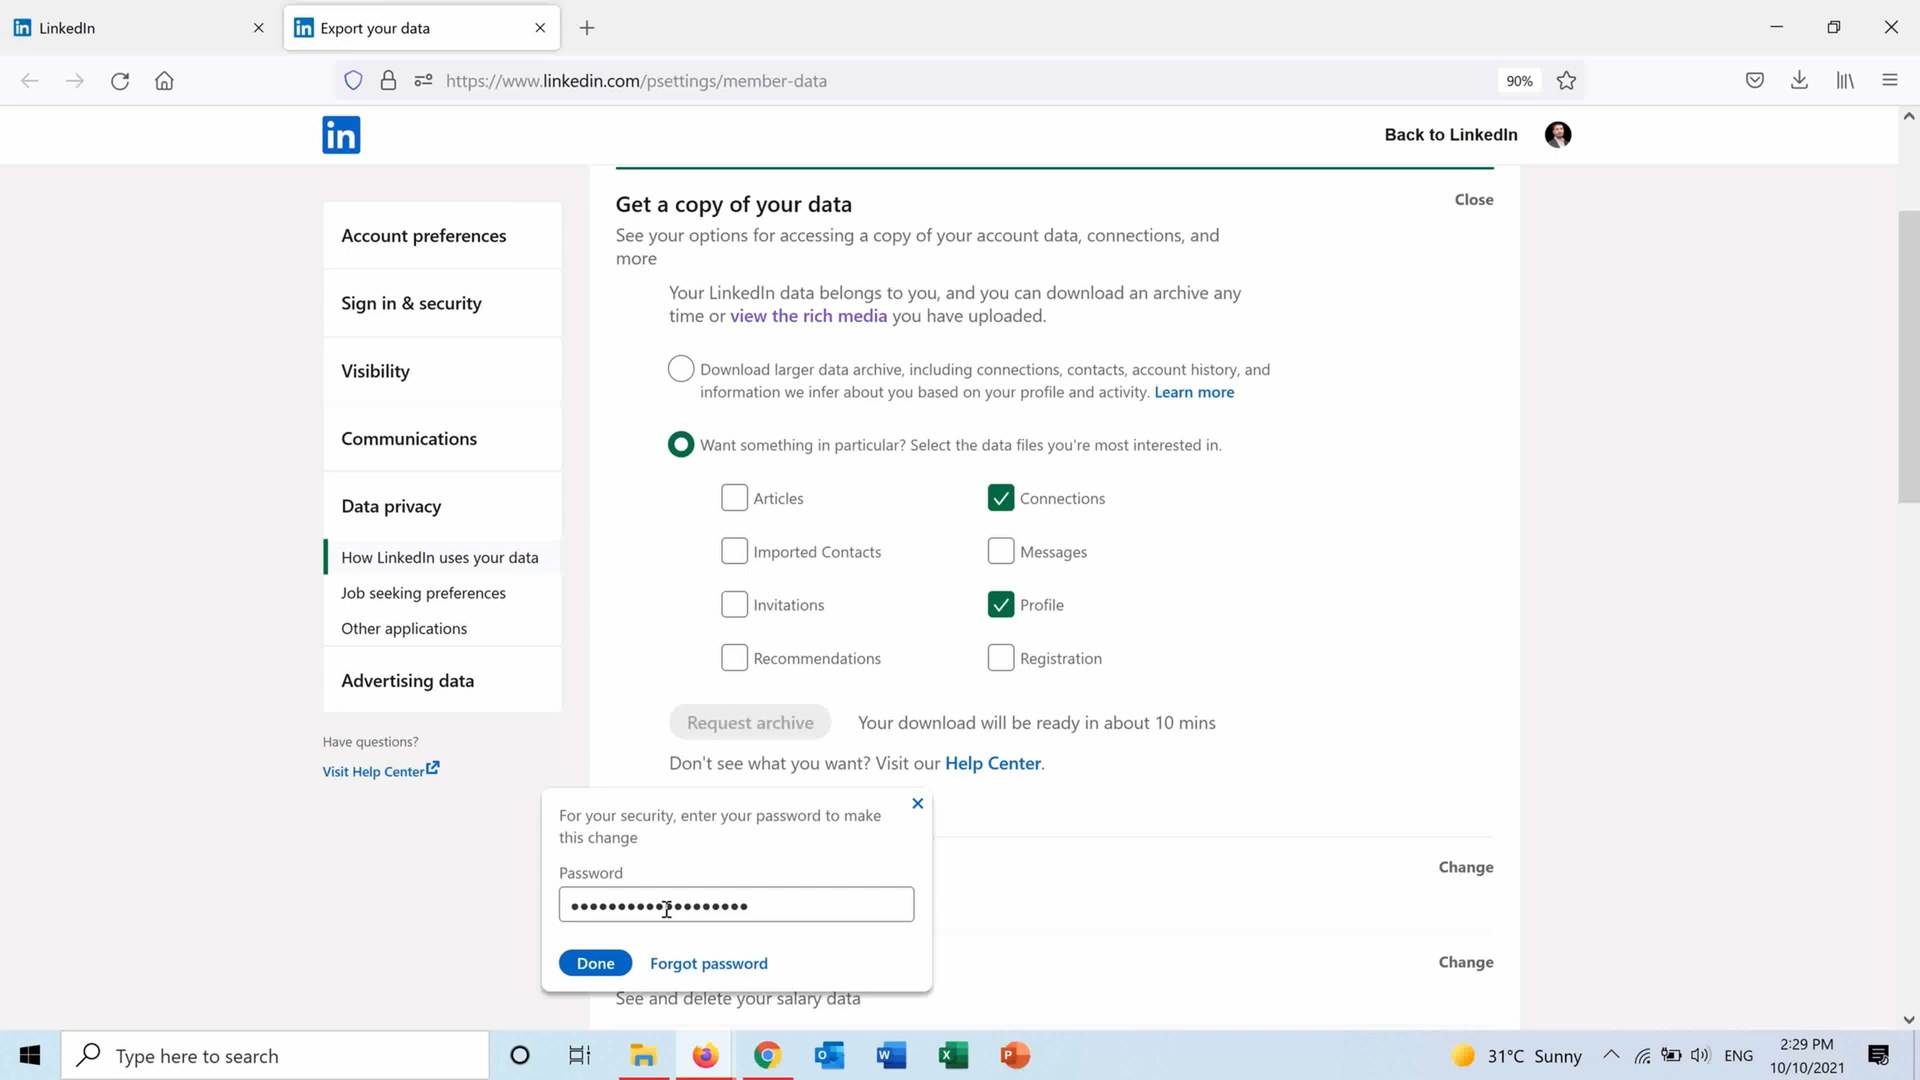 LinkedIn
Export your data
https://www.linkedin.com/psettings/member-data
90%
in
Back to LinkedIn
Account preferences
Sign in & security
Visibility
Communications
Data privacy
How LinkedIn uses your data
Job seeking preferences
Other applications
Advertising data
Have questions?
Visit Help Center
Get a copy of your data
Close
See your options for accessing a copy of your account data, connections, and
more
Your LinkedIn data belongs to you, and you can download an archive any
time or view the rich media you have uploaded.
Download larger data archive, including connections, contacts, account history, and
information we infer about you based on your profile and activity. Learn more
Want something in particular? Select the data files you're most interested in.
Articles
Connections
Imported Contacts
Messages
Invitations
Profile
Recommendations
Registration
Request archive
Your download will be ready in about 10 mins
Don't see what you want? Visit our Help Center.
For your security, enter your password to make
this change
Password
•••••••••••••••••••
Done
Forgot password
Change
Change
See and delete your salary data
Type here to search
31°C Sunny
ENG
2:29 PM
10/10/2021